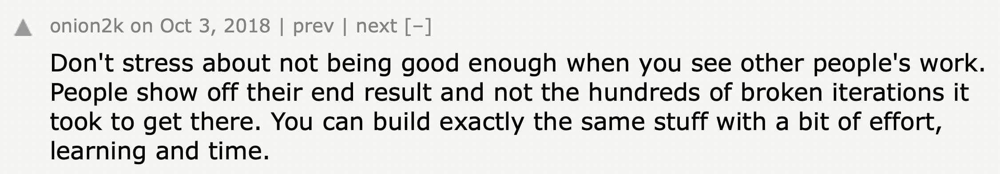 onion2k on Oct 3, 2018 | prev | next [–]
Don't stress about not being good enough when you see other people's work.
People show off their end result and not the hundreds of broken iterations it
took to get there. You can build exactly the same stuff with a bit of effort,
learning and time.